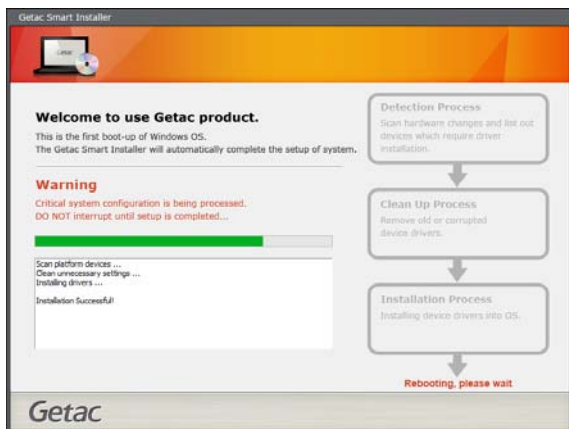 Getac Smart Installer
Getac
Welcome to use Getac product.
This is the first boot-up of Windows OS.
The Getac Smart Installer will automatically complete the setup of system.
Warning
Critical system configuration is being processed.
DO NOT interrupt until setup is completed...
Scan platform devices ...
Clean unnecessary settings ...
Installing drivers ...
Installation Successful!
Detection Process
Scan hardware changes and list out
devices which require driver
installation.
Clean Up Process
Remove old or corrupted
device drivers.
Installation Process
Installing device drivers into OS.
Rebooting, please wait
Getac